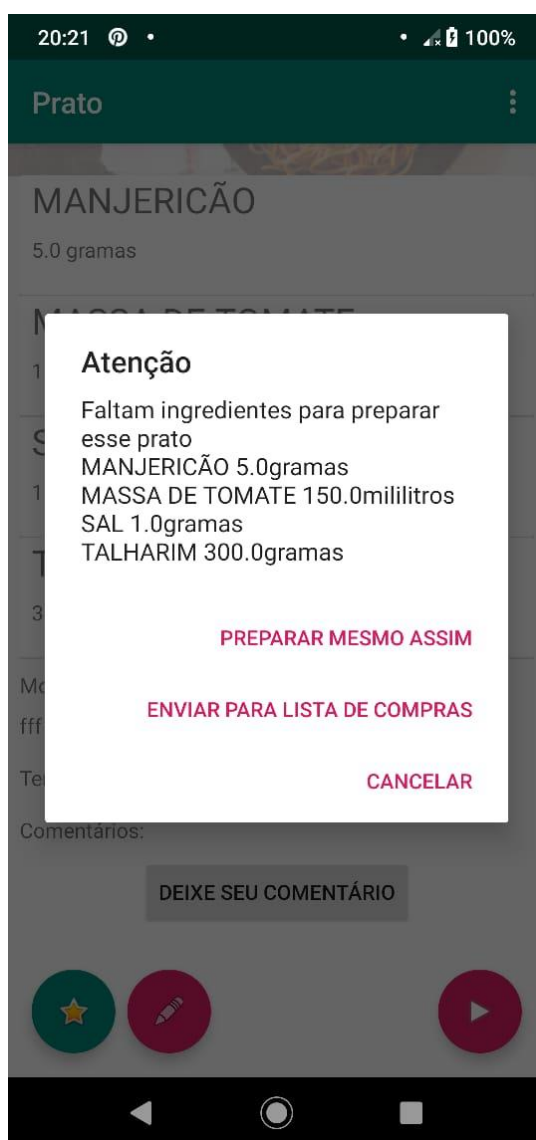 20:21
100%
Prato
MANJERICÃO
5.0 gramas
Atenção
Faltam ingredientes para preparar
esse prato
MANJERICÃO 5.0gramas
MASSA DE TOMATE 150.0mililitros
SAL 1.0gramas
TALHARIM 300.0gramas
PREPARAR MESMO ASSIM
ENVIAR PARA LISTA DE COMPRAS
CANCELAR
fff
Comentários:
DEIXE SEU COMENTÁRIO